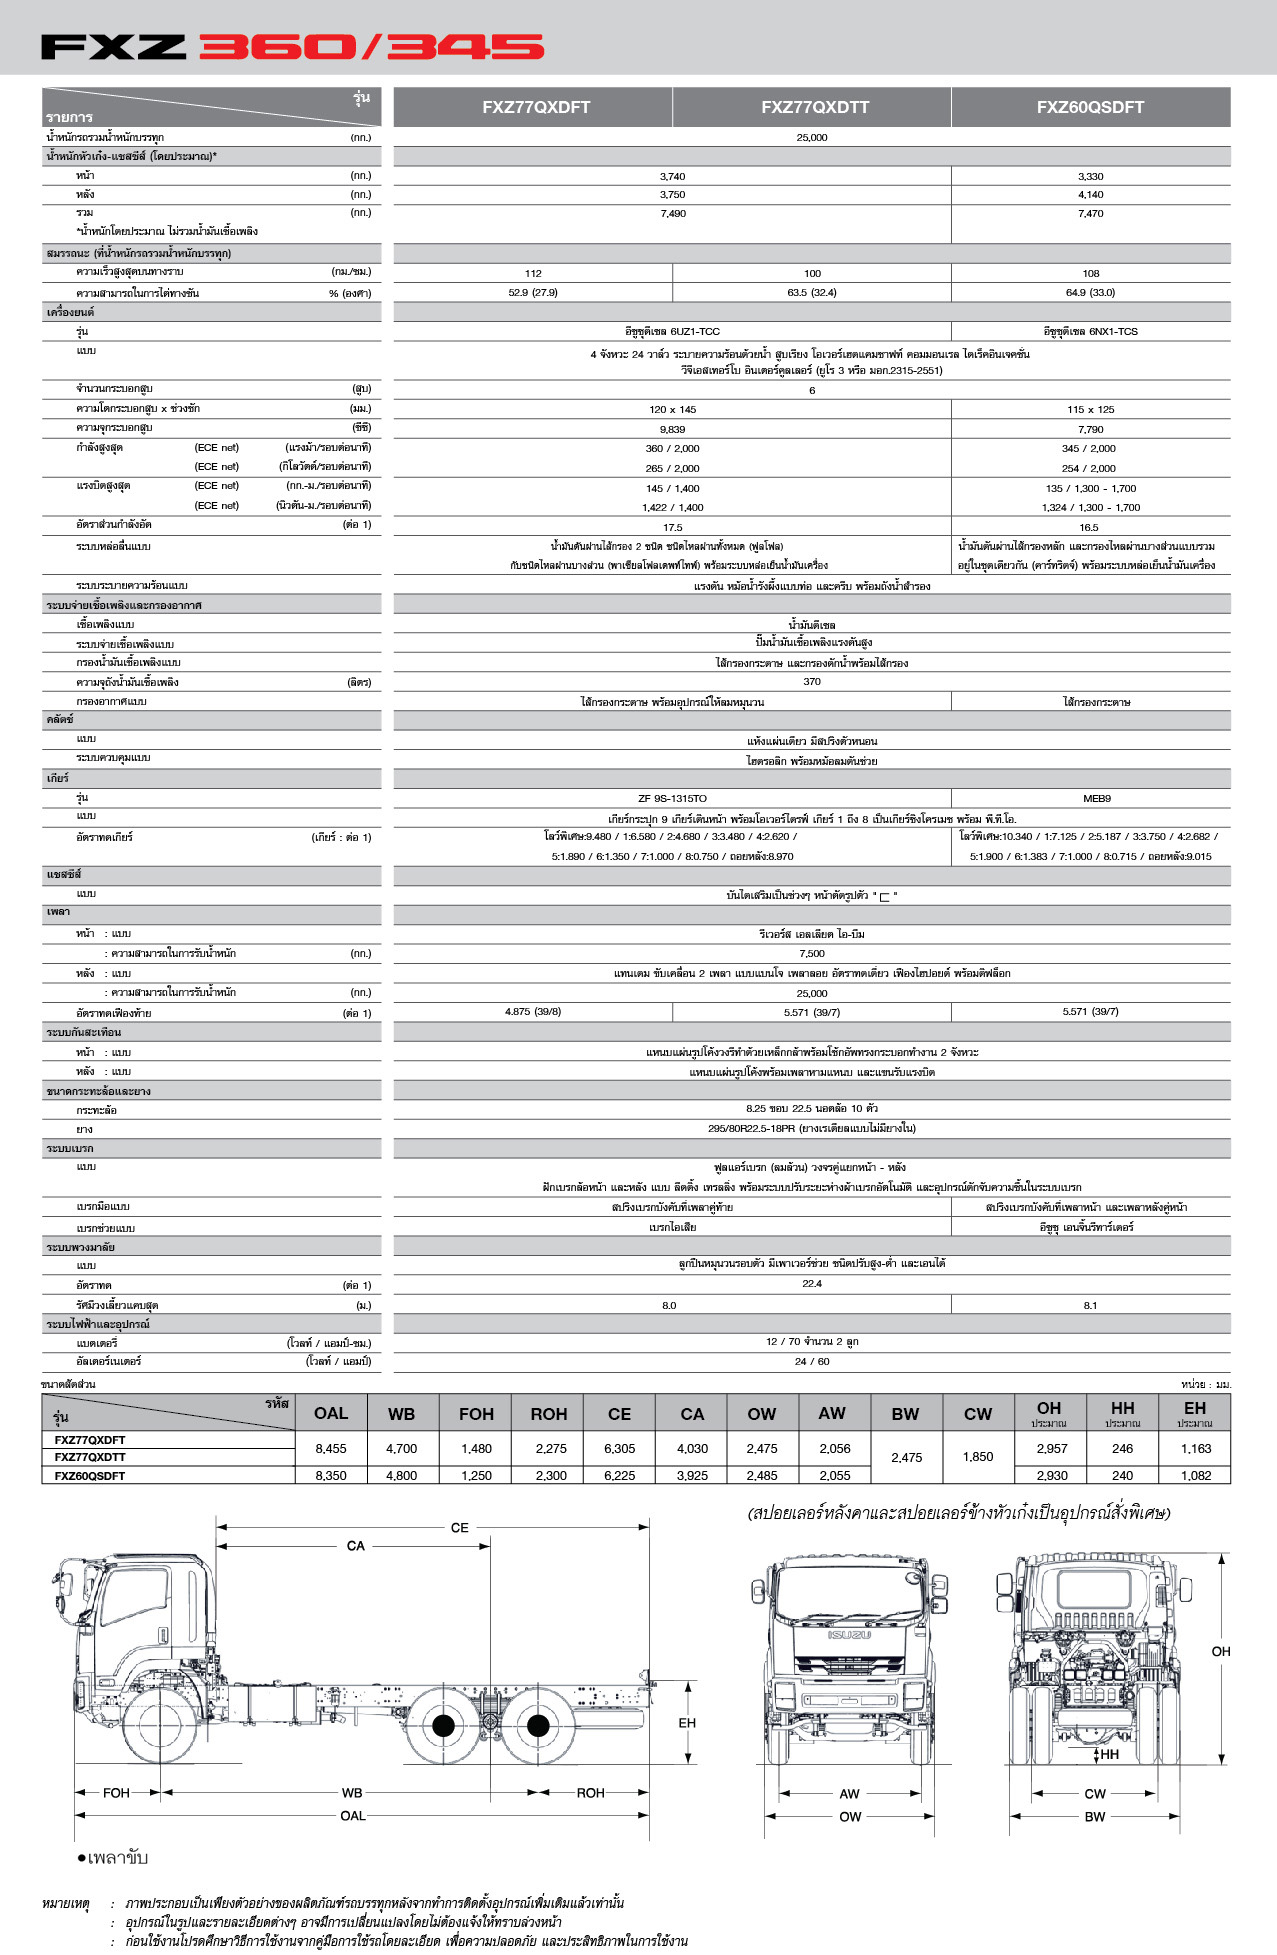 FXZ 360/345
รุ่น
รายการ
FXZ77QXDFT FXZ77QXDTT FXZ60QSDFT
น้ำหนักรถรวมน้ำหนักบรรทุก (กก.) 25,000
น้ำหนักหัวเก๋ง-แชสซีส์ (โดยประมาณ)*
หน้า (กก.) 3,740 3,330
หลัง (กก.) 3,750 4,140
รวม (กก.) 7,490 7,470
*น้ำหนักโดยประมาณ ไม่รวมน้ำมันเชื้อเพลิง
สมรรถนะ (ที่น้ำหนักรถรวมน้ำหนักบรรทุก)
ความเร็วสูงสุดบนทางราบ (กม./ชม.) 112 100 108
ความสามารถในการไต่ทางชัน % (องศา) 52.9 (27.9) 63.5 (32.4) 64.9 (33.0)
เครื่องยนต์
รุ่น อีซูซุดีเซล 6UZ1-TCC อีซูซุดีเซล 6NX1-TCS
แบบ 4 จังหวะ 24 วาล์ว ระบายความร้อนด้วยน้ำ สูบเรียง โอเวอร์เฮดแคมชาฟท์ คอมมอนเรล ไดเร็คอินเจคชั่น
วีจีเอสเทอร์โบ อินเตอร์คูลเลอร์ (ยูโร 3 หรือ มอก.2315-2551)
จำนวนกระบอกสูบ (สูบ) 6
ความโตกระบอกสูบ x ช่วงชัก (มม.) 120 x 145 115 x 125
ความจุกระบอกสูบ (ซีซี) 9,839 7,790
กำลังสูงสุด (ECE net) (แรงม้า/รอบต่อนาที) 360 / 2,000 345 / 2,000
(ECE net) (กิโลวัตต์/รอบต่อนาที) 265 / 2,000 254 / 2,000
แรงบิดสูงสุด (ECE net) (กก.-ม./รอบต่อนาที) 145 / 1,400 135 / 1,300 - 1,700
(ECE net) (นิวตัน-ม./รอบต่อนาที) 1,422 / 1,400 1,324 / 1,300 - 1,700
อัตราส่วนกำลังอัด (ต่อ 1) 17.5 16.5
ระบบหล่อลื่นแบบ น้ำมันดันผ่านไส้กรอง 2 ชนิด ชนิดไหลผ่านทั้งหมด (ฟูลโฟล) น้ำมันดันผ่านไส้กรองหลัก และกรองไหลผ่านบางส่วนแบบรวม
กับชนิดไหลผ่านบางส่วน (พาเชียลโฟลเดพท์ไทพ์) พร้อมระบบหล่อเย็นน้ำมันเครื่อง อยู่ในชุดเดียวกัน (คาร์ทริดจ์) พร้อมระบบหล่อเย็นน้ำมันเครื่อง
ระบบระบายความร้อนแบบ แรงดัน หม้อน้ำรังผึ้งแบบท่อ และครีบ พร้อมถังน้ำสำรอง
ระบบจ่ายเชื้อเพลิงและกรองอากาศ
เชื้อเพลิงแบบ น้ำมันดีเซล
ระบบจ่ายเชื้อเพลิงแบบ ปั๊มน้ำมันเชื้อเพลิงแรงดันสูง
กรองน้ำมันเชื้อเพลิงแบบ ไส้กรองกระดาษ และกรองดักน้ำพร้อมไส้กรอง
ความจุถังน้ำมันเชื้อเพลิง (ลิตร) 370
กรองอากาศแบบ ไส้กรองกระดาษ พร้อมอุปกรณ์ให้ลมหมุนวน ไส้กรองกระดาษ
คลัตช์
แบบ แห้งแผ่นเดียว มีสปริงตัวหนอน
ระบบควบคุมแบบ ไฮดรอลิก พร้อมหม้อลมดันช่วย
เกียร์
รุ่น ZF 9S-1315TO MEB9
แบบ เกียร์กระปุก 9 เกียร์เดินหน้า พร้อมโอเวอร์ไดรฟ์ เกียร์ 1 ถึง 8 เป็นเกียร์ซิงโครเมช พร้อม พี.ที.โอ.
อัตราทดเกียร์ (เกียร์ : ต่อ 1) โลว์พิเศษ:9.480 / 1:6.580 / 2:4.680 / 3:3.480 / 4:2.620 / โลว์พิเศษ:10.340 / 1:7.125 / 2:5.187 / 3:3.750 / 4:2.682 /
5:1.890 / 6:1.350 / 7:1.000 / 8:0.750 / ถอยหลัง:8.970 5:1.900 / 6:1.383 / 7:1.000 / 8:0.715 / ถอยหลัง:9.015
แชสซีส์
แบบ บันไดเสริมเป็นช่วงๆ หน้าตัดรูปตัว " ⊏ "
เพลา
หน้า : แบบ รีเวอร์ส เอลเลียต ไอ-บีม
: ความสามารถในการรับน้ำหนัก (กก.) 7,500
หลัง : แบบ แทนเดม ขับเคลื่อน 2 เพลา แบบแบนโจ เพลาลอย อัตราทดเดี่ยว เฟืองไฮปอยด์ พร้อมดิฟล็อก
: ความสามารถในการรับน้ำหนัก (กก.) 25,000
อัตราทดเฟืองท้าย (ต่อ 1) 4.875 (39/8) 5.571 (39/7) 5.571 (39/7)
ระบบกันสะเทือน
หน้า : แบบ แหนบแผ่นรูปโค้งวงรีทำด้วยเหล็กกล้าพร้อมโช้กอัพทรงกระบอกทำงาน 2 จังหวะ
หลัง : แบบ แหนบแผ่นรูปโค้งพร้อมเพลาหามแหนบ และแขนรับแรงบิด
ขนาดกระทะล้อและยาง
กระทะล้อ 8.25 ขอบ 22.5 นอตล้อ 10 ตัว
ยาง 295/80R22.5-18PR (ยางเรเดียลแบบไม่มียางใน)
ระบบเบรก
แบบ ฟูลแอร์เบรก (ลมล้วน) วงจรคู่แยกหน้า - หลัง
ฝักเบรกล้อหน้า และหลัง แบบ ลีดดิ้ง เทรลลิ่ง พร้อมระบบปรับระยะห่างผ้าเบรกอัตโนมัติ และอุปกรณ์ดักจับความชื้นในระบบเบรก
เบรกมือแบบ สปริงเบรกบังคับที่เพลาคู่ท้าย สปริงเบรกบังคับที่เพลาหน้า และเพลาหลังคู่หน้า
เบรกช่วยแบบ เบรกไอเสีย อีซูซุ เอนจิ้นรีทาร์เดอร์
ระบบพวงมาลัย
แบบ ลูกปืนหมุนวนรอบตัว มีเพาเวอร์ช่วย ชนิดปรับสูง-ต่ำ และเอนได้
อัตราทด (ต่อ 1) 22.4
รัศมีวงเลี้ยวแคบสุด (ม.) 8.0 8.1
ระบบไฟฟ้าและอุปกรณ์
แบตเตอรี่ (โวลท์ / แอมป์-ชม.) 12 / 70 จำนวน 2 ลูก
อัลเตอร์เนเตอร์ (โวลท์ / แอมป์) 24 / 60
ขนาดสัดส่วน หน่วย : มม.
รหัส
รุ่น
OAL WB FOH ROH CE CA OW AW BW CW OH ประมาณ HH ประมาณ EH ประมาณ
FXZ77QXDFT
FXZ77QXDTT
8,455 4,700 1,480 2,275 6,305 4,030 2,475 2,056 2,475 1,850 2,957 246 1,163
FXZ60QSDFT 8,350 4,800 1,250 2,300 6,225 3,925 2,485 2,055 2,930 240 1,082
(สปอยเลอร์หลังคาและสปอยเลอร์ข้างหัวเก๋งเป็นอุปกรณ์สั่งพิเศษ)
CE
CA
ISUZU
OH
EH
HH
FOH WB ROH AW CW
OAL OW BW
●เพลาขับ
หมายเหตุ : ภาพประกอบเป็นเพียงตัวอย่างของผลิตภัณฑ์รถบรรทุกหลังจากทำการติดตั้งอุปกรณ์เพิ่มเติมแล้วเท่านั้น
: อุปกรณ์ในรูปและรายละเอียดต่างๆ อาจมีการเปลี่ยนแปลงโดยไม่ต้องแจ้งให้ทราบล่วงหน้า
: ก่อนใช้งานโปรดศึกษาวิธีการใช้งานจากคู่มือการใช้รถโดยละเอียด เพื่อความปลอดภัย และประสิทธิภาพในการใช้งาน